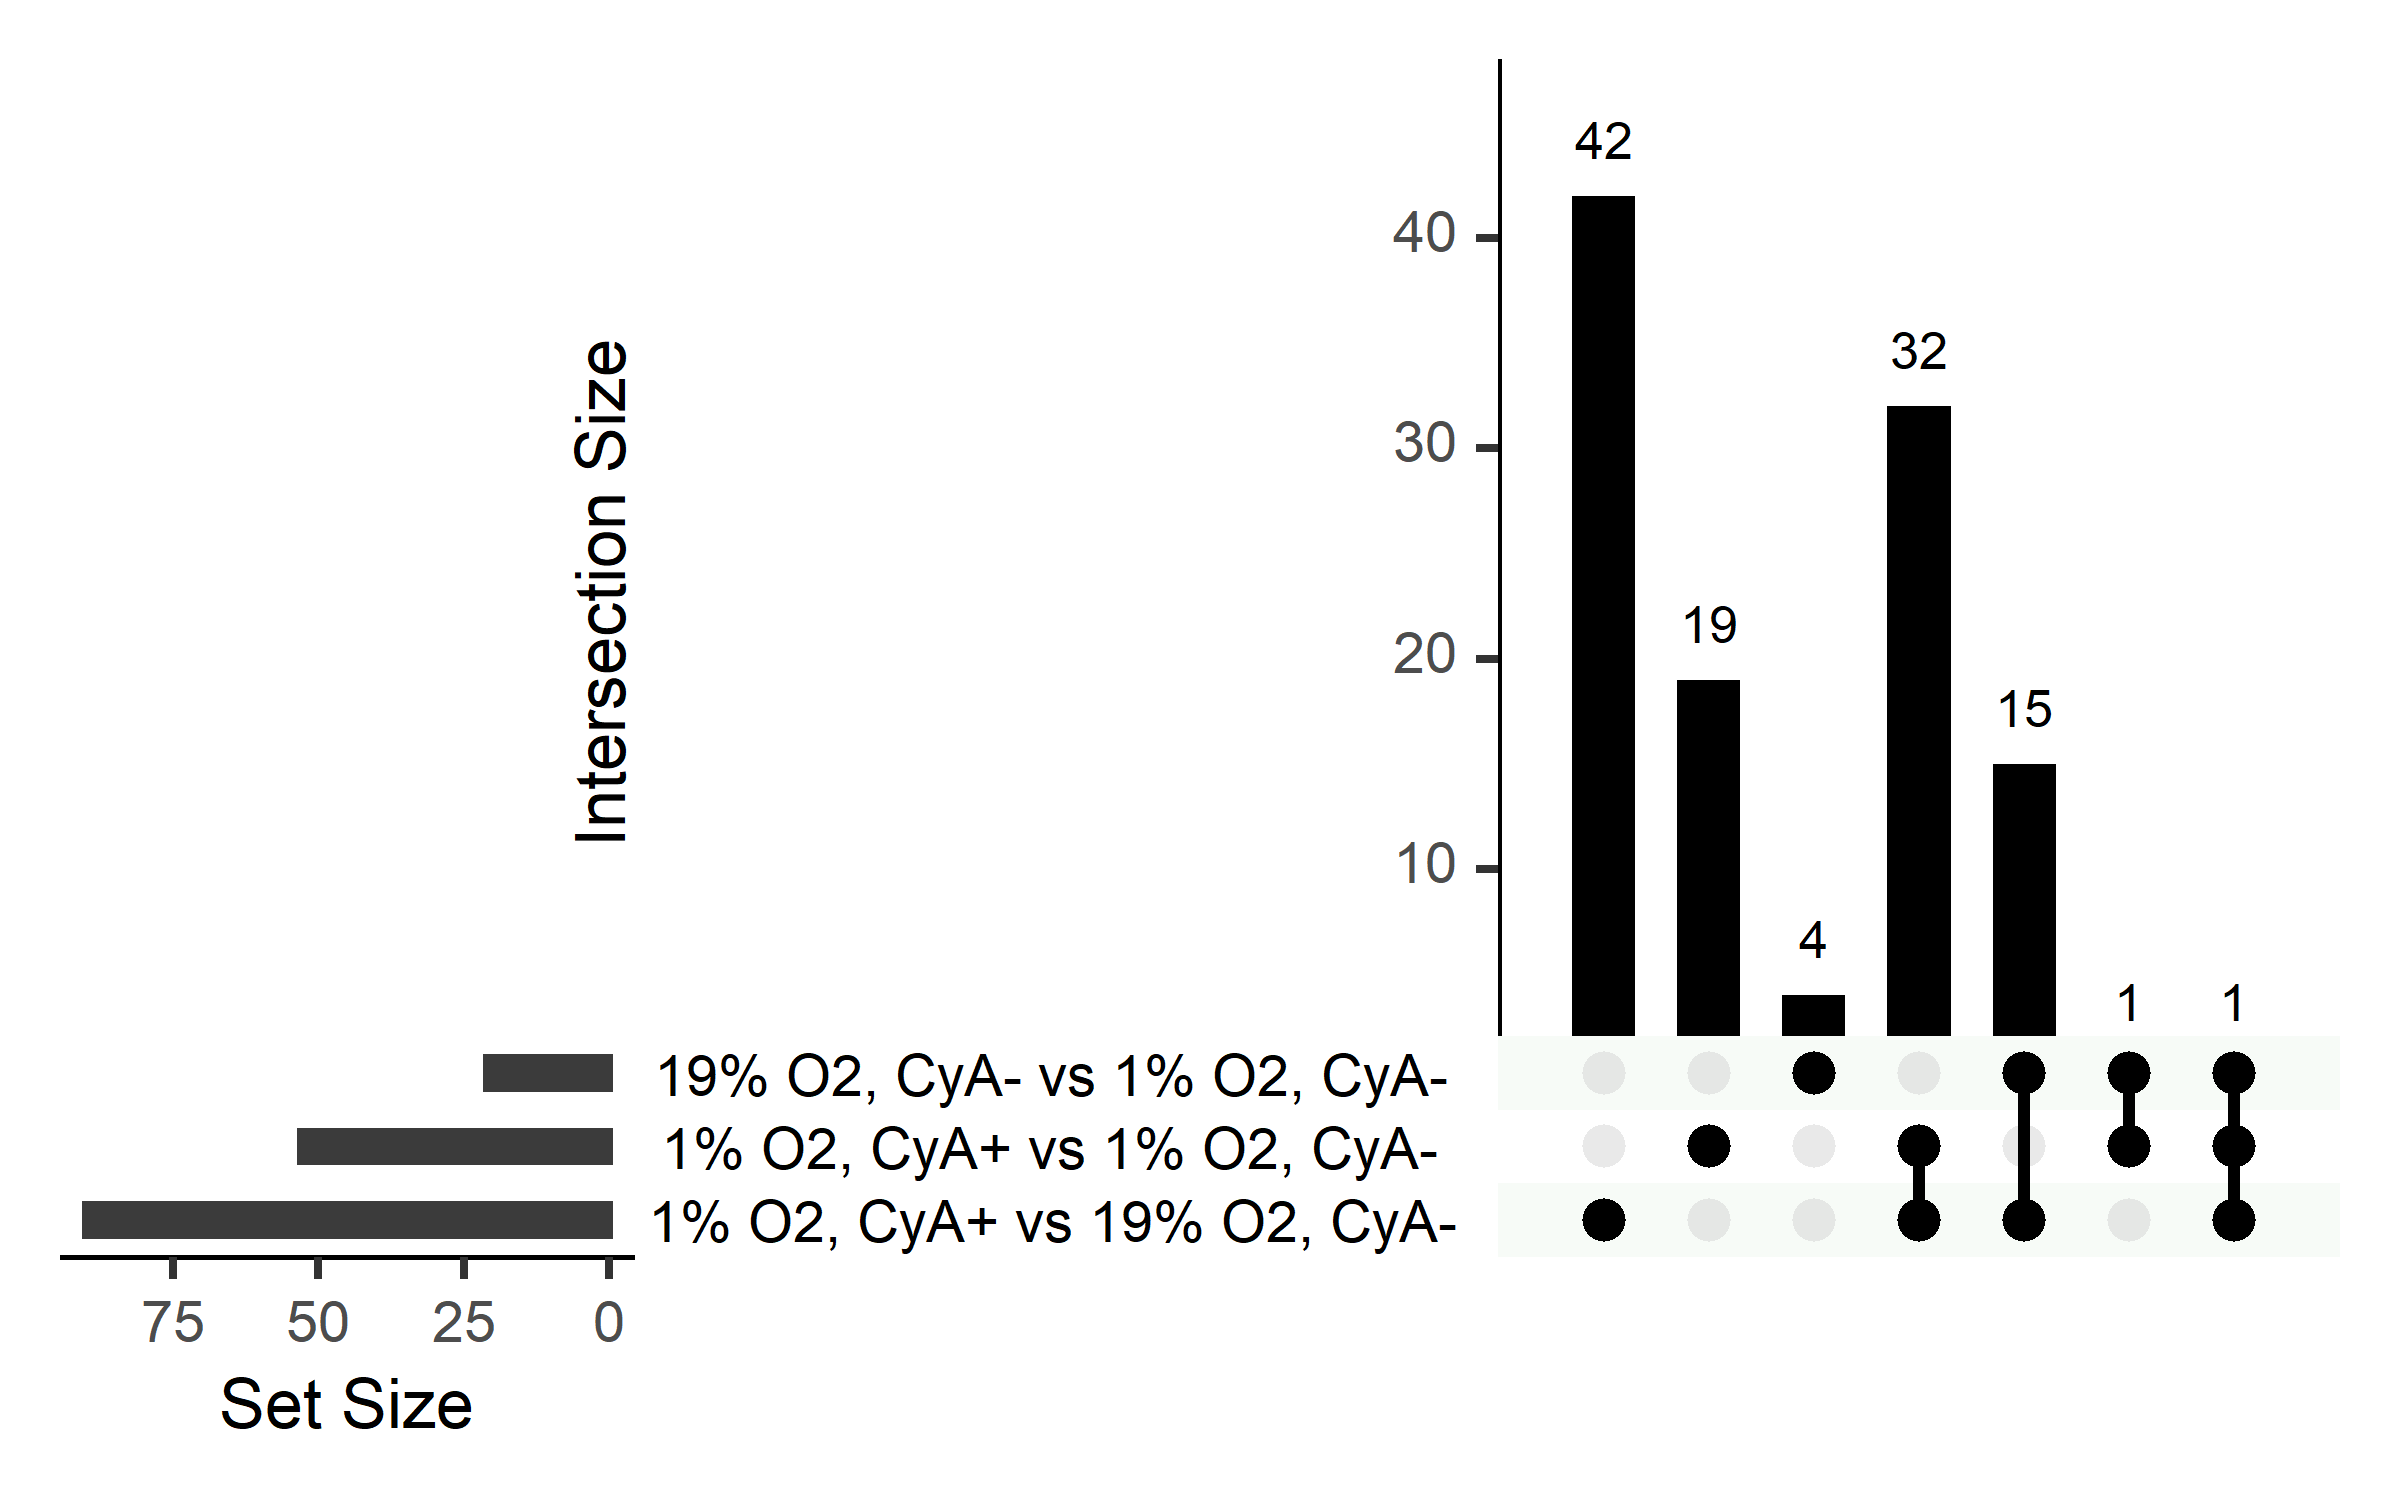 42
40
32
30
Intersection Size
19
20
15
10
4
1 1
19% O2, CyA- vs 1% O2, CyA-
1% O2, CyA+ vs 1% O2, CyA-
1% O2, CyA+ vs 19% O2, CyA-
75 50 25 0
Set Size